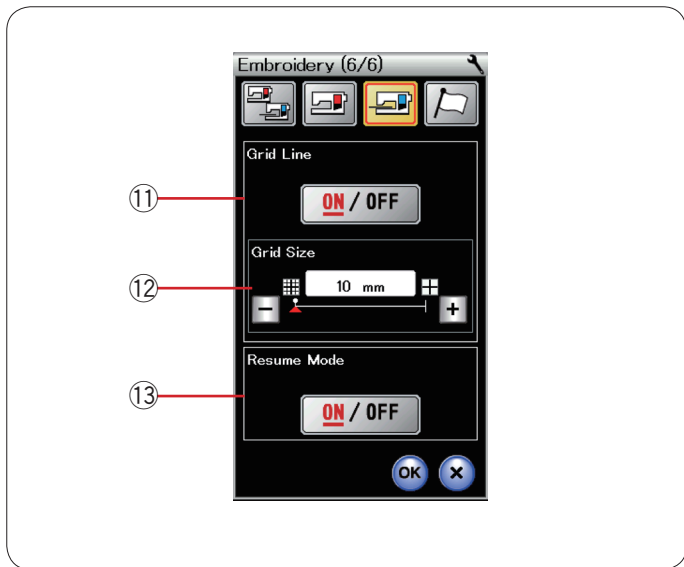 Embroidery (6/6)
Grid Line
⑪
ON / OFF
Grid Size
⑫
10 mm
− +
Resume Mode
⑬
ON / OFF
OK ×